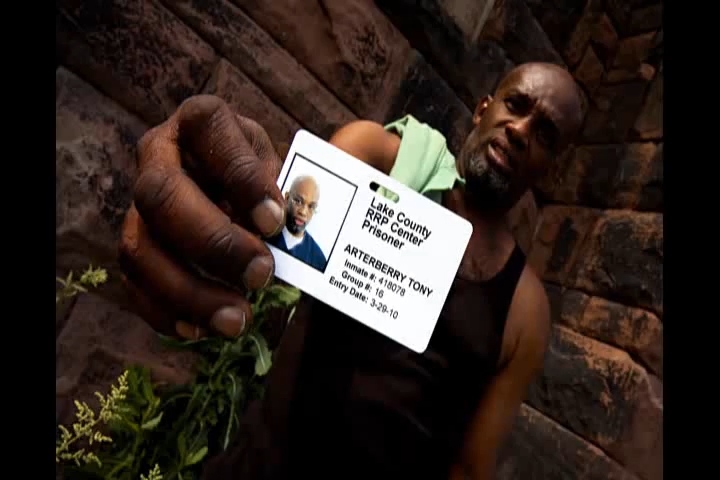 Lake County
RRP Center
Prisoner
ARTERBERRY TONY
Inmate #: 418078
Group #: 16
Entry Date: 3-29-10